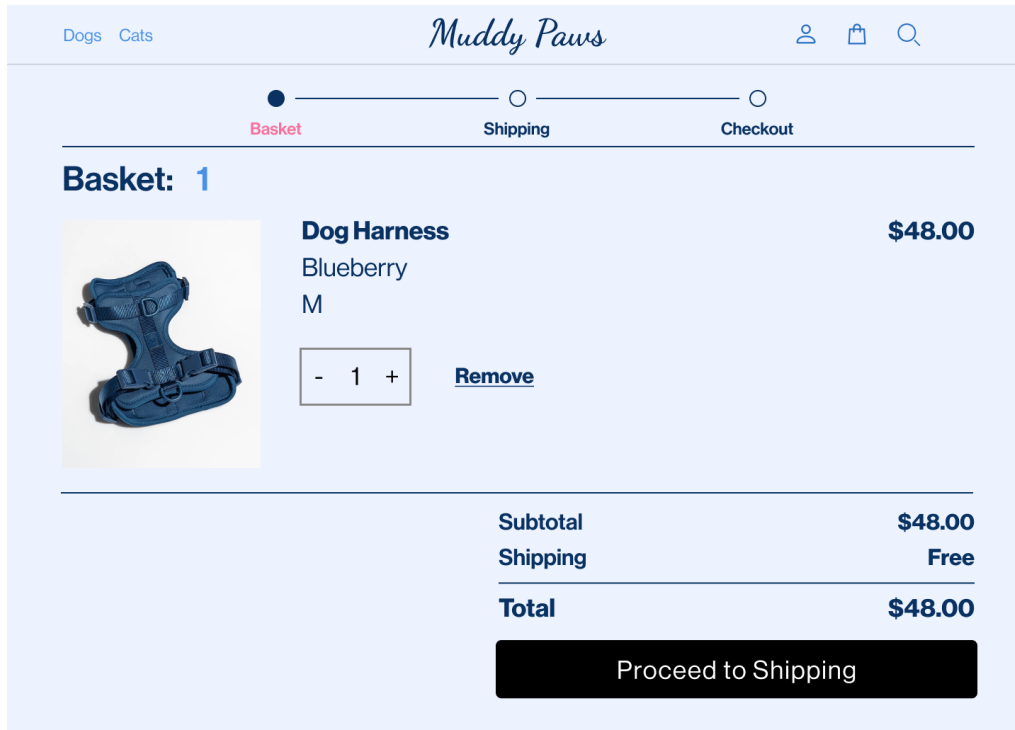 Dogs Cats Muddy Paws
Basket Shipping Checkout
Basket: 1
Dog Harness $48.00
Blueberry
M
- 1 + Remove
Subtotal $48.00
Shipping Free
Total $48.00
Proceed to Shipping